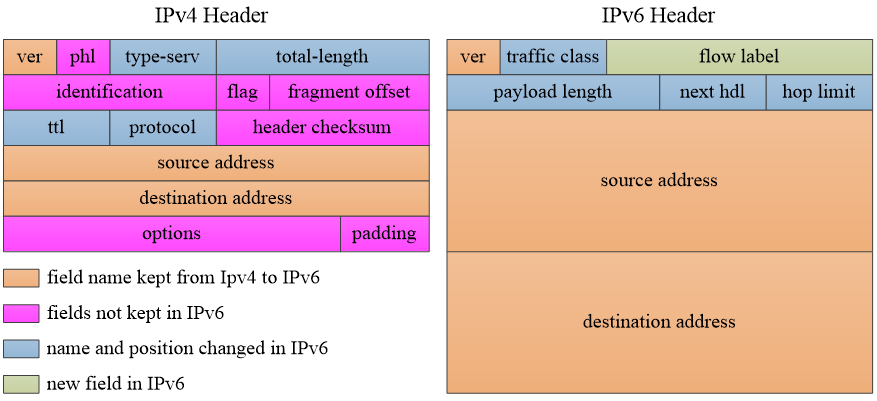 IPv4 Header
ver phl type-serv total-length
identification flag fragment offset
ttl protocol header checksum
source address
destination address
options padding
field name kept from Ipv4 to IPv6
fields not kept in IPv6
name and position changed in IPv6
new field in IPv6
IPv6 Header
ver traffic class flow label
payload length next hdl hop limit
source address
destination address